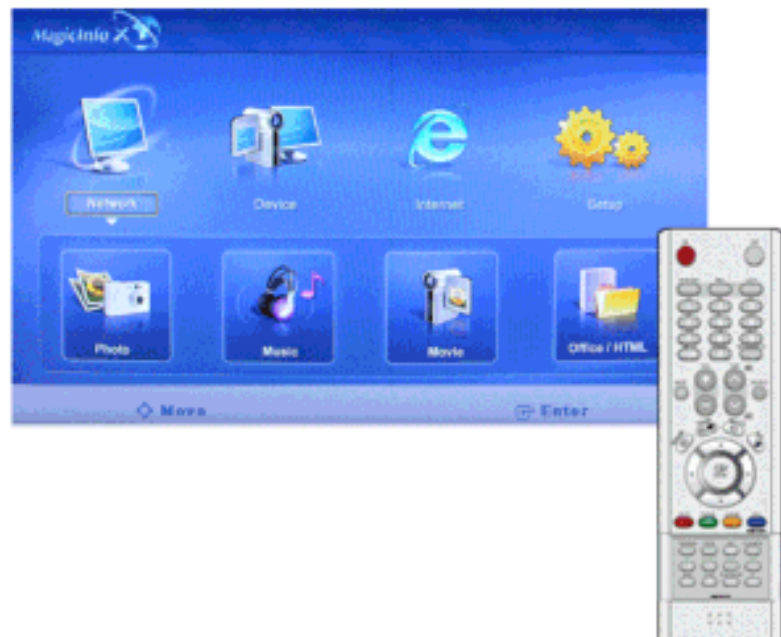 MagicInfo X
Network Device Internet Setup
Photo Music Movie Office / HTML
Move Enter